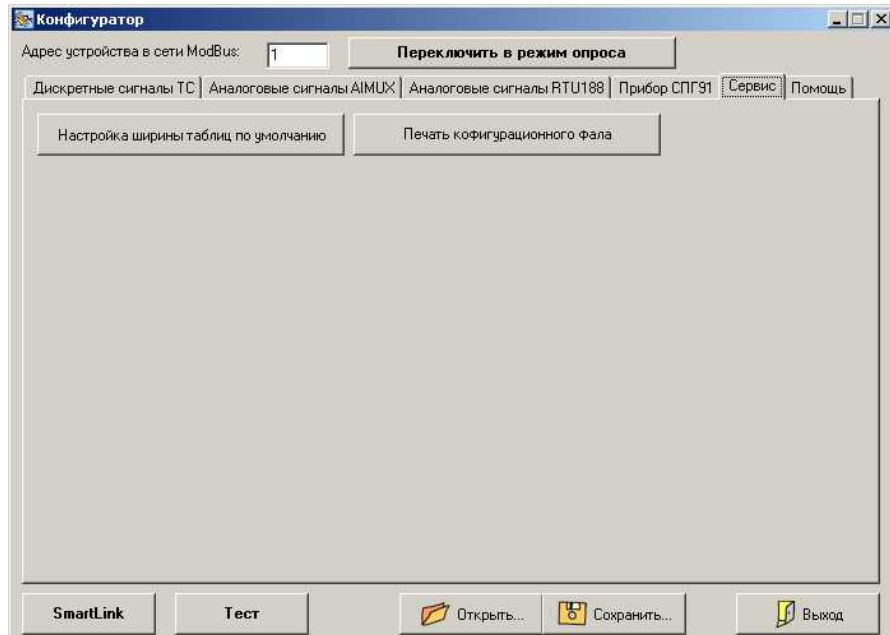 Конфигуратор
Адрес устройства в сети ModBus: 1 Переключить в режим опроса
Дискретные сигналы ТС Аналоговые сигналы AIMUX Аналоговые сигналы RTU188 Прибор СПГ91 Сервис Помощь
Настройка ширины таблиц по умолчанию Печать кофигурационного фала
SmartLink Тест Открыть... Сохранить... Выход